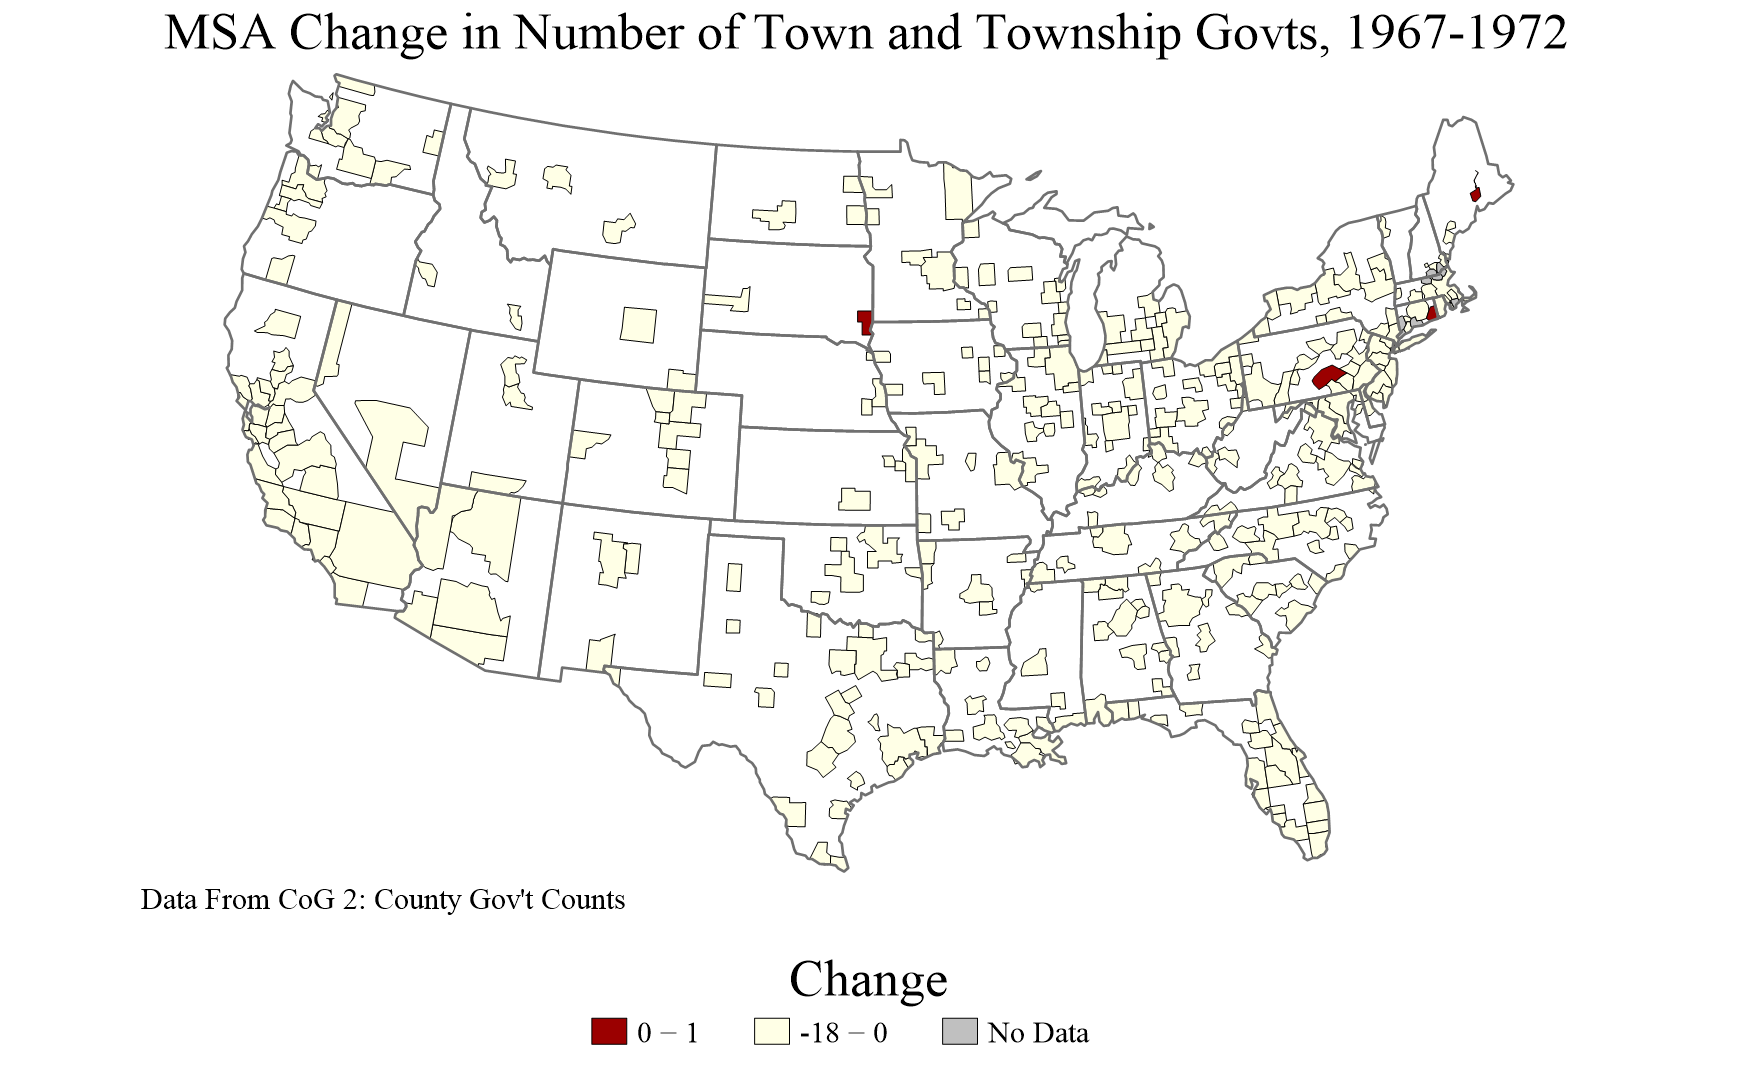 MSA Change in Number of Town and Township Govts, 1967-1972
Data From CoG 2: County Gov't Counts
Change
0 − 1
-18 − 0
No Data